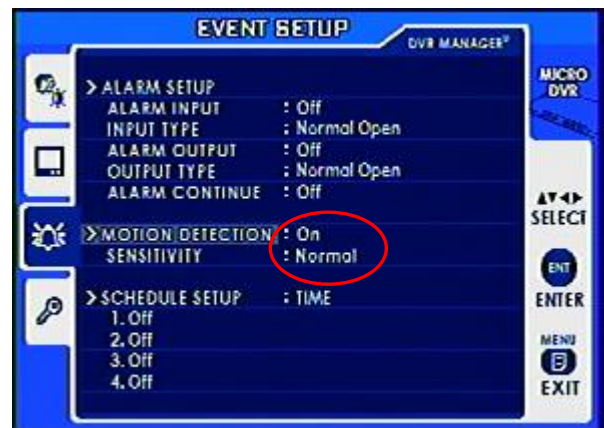 EVENT SETUP
DVR MANAGER®
MICRO
DVR
> ALARM SETUP
ALARM INPUT : Off
INPUT TYPE : Normal Open
ALARM OUTPUT : Off
OUTPUT TYPE : Normal Open
ALARM CONTINUE : Off
> MOTION DETECTION : On
SENSITIVITY : Normal
> SCHEDULE SETUP : TIME
1. Off
2. Off
3. Off
4. Off
SELECT
ENT
ENTER
MENU
EXIT